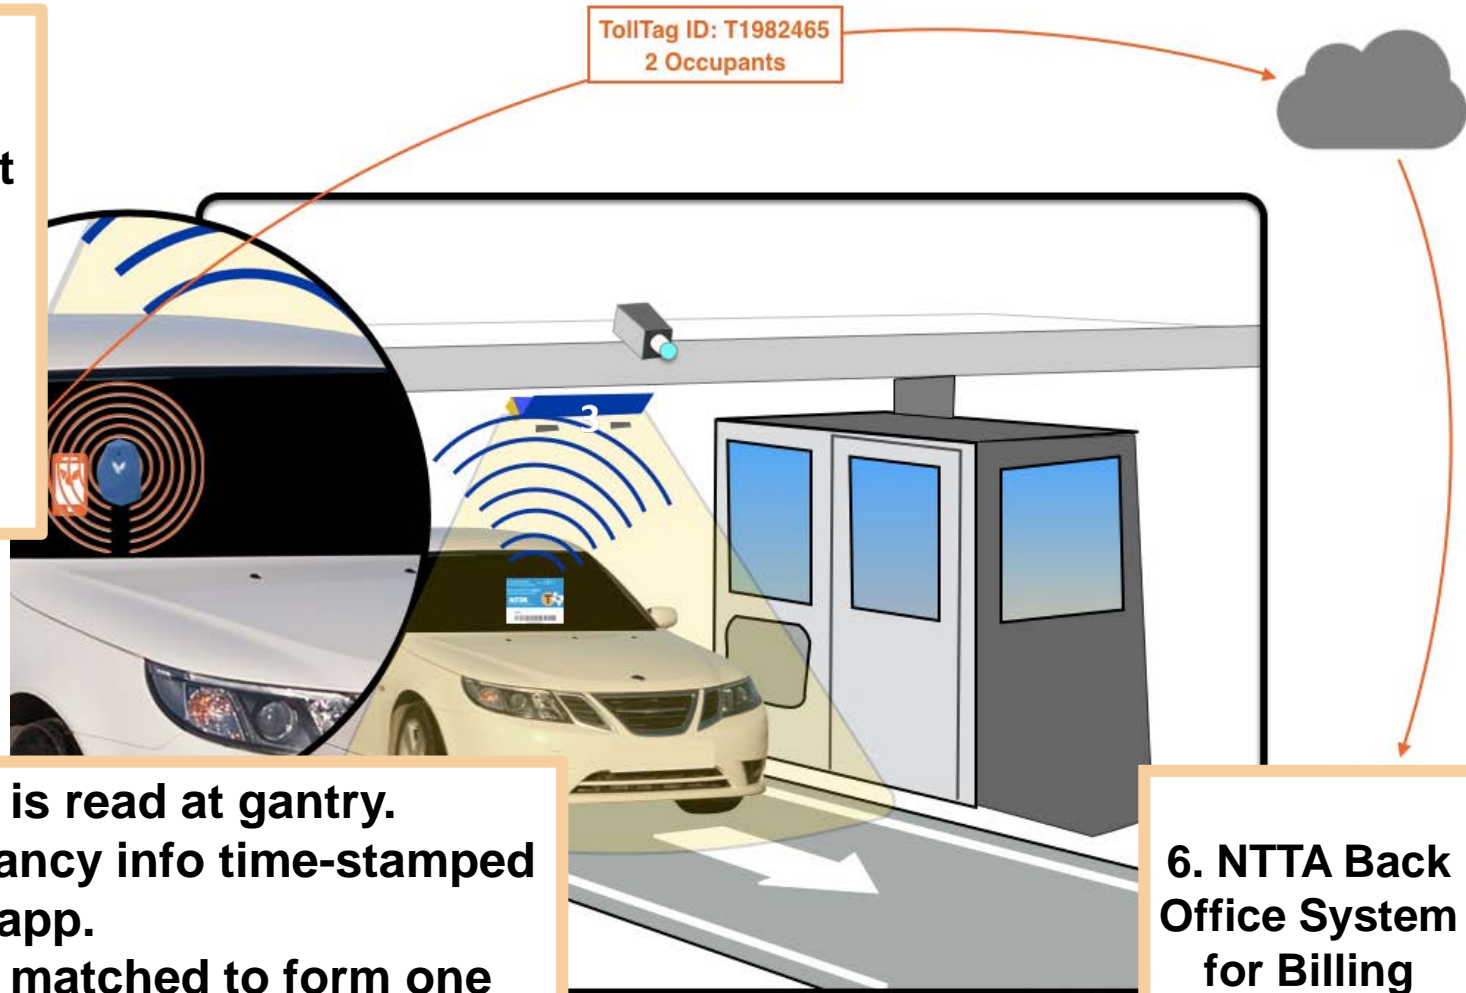 TollTag ID: T1982465
2 Occupants
t
3
NTTA
is read at gantry.
ancy info time-stamped
app.
matched to form one
6. NTTA Back
Office System
for Billing